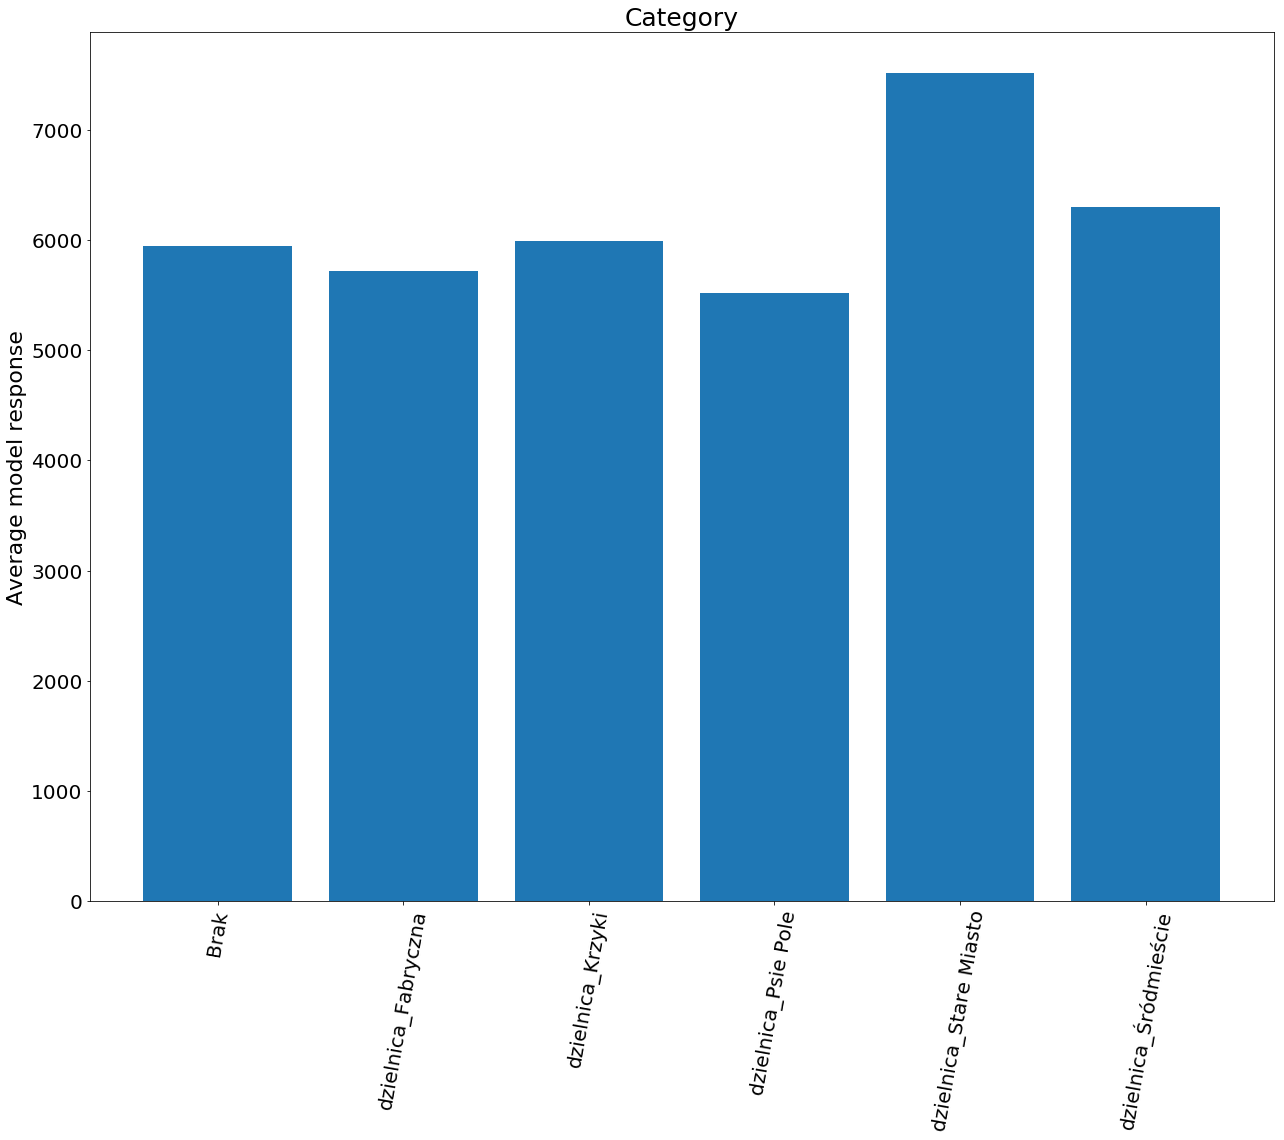 Category
Average model response
7000
6000
5000
4000
3000
2000
1000
0
Brak
dzielnica_Fabryczna
dzielnica_Krzyki
dzielnica_Psie Pole
dzielnica_Stare Miasto
dzielnica_Śródmieście